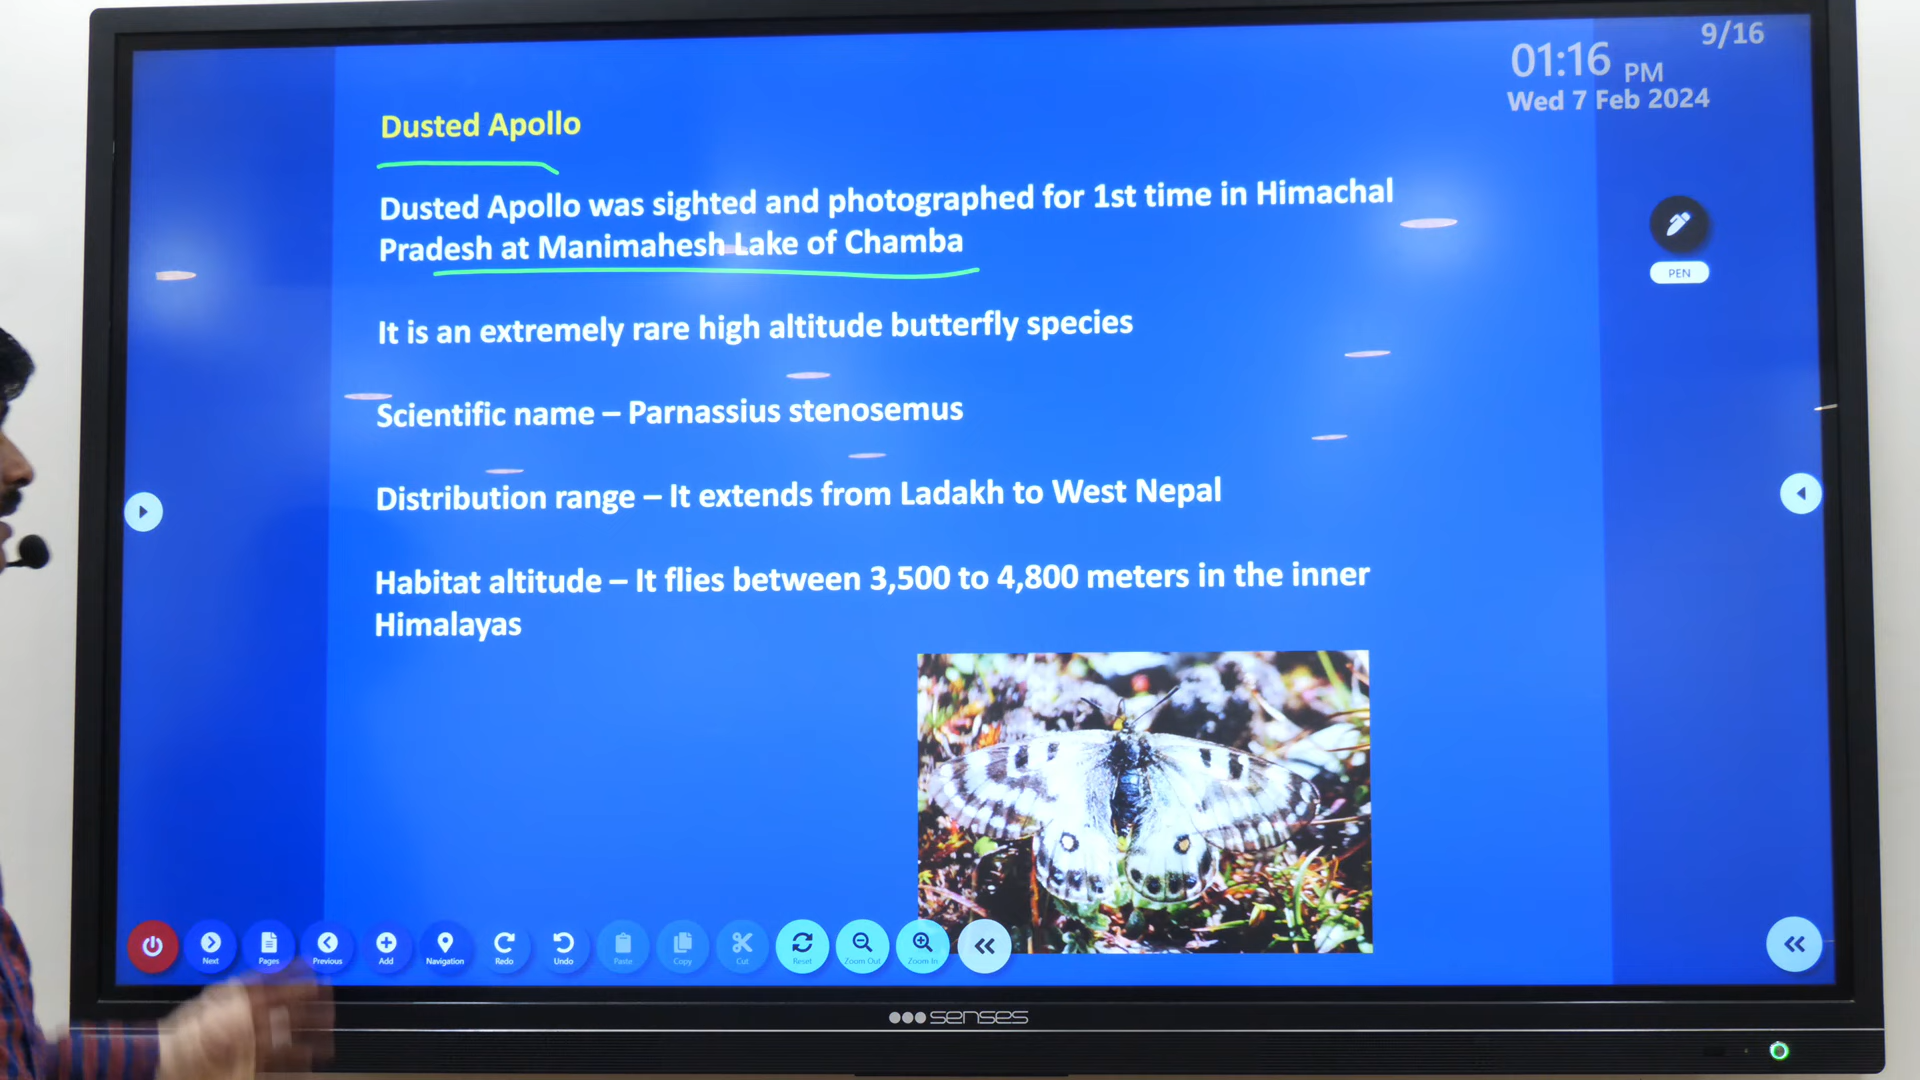 9/16
01:16 PM
Wed 7 Feb 2024
Dusted Apollo
Dusted Apollo was sighted and photographed for 1st time in Himachal
Pradesh at Manimahesh Lake of Chamba
PEN
It is an extremely rare high altitude butterfly species
Scientific name – Parnassius stenosemus
Distribution range – It extends from Ladakh to West Nepal
Habitat altitude – It flies between 3,500 to 4,800 meters in the inner
Himalayas
Next Pages Previous Add Navigation Redo Undo Paste Copy Cut Reset Zoom Out Zoom In
senses